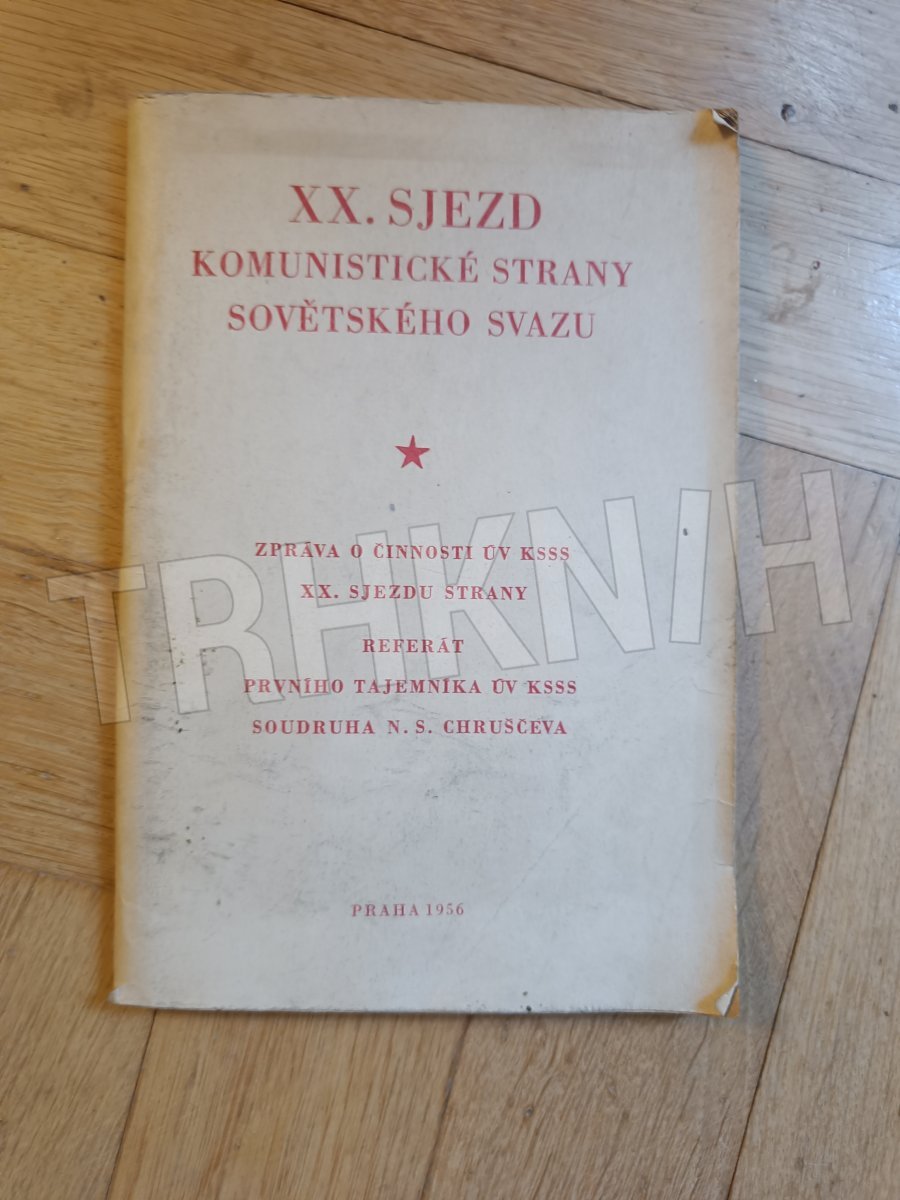 XX. SJEZD
KOMUNISTICKÉ STRANY
SOVĚTSKÉHO SVAZU
ZPRÁVA O ČINNOSTI ÚV KSSS
XX. SJEZDU STRANY
REFERÁT
PRVNÍHO TAJEMNÍKA ÚV KSSS
SOUDRUHA N. S. CHRUŠČEVA
PRAHA 1956
TRHKNIH